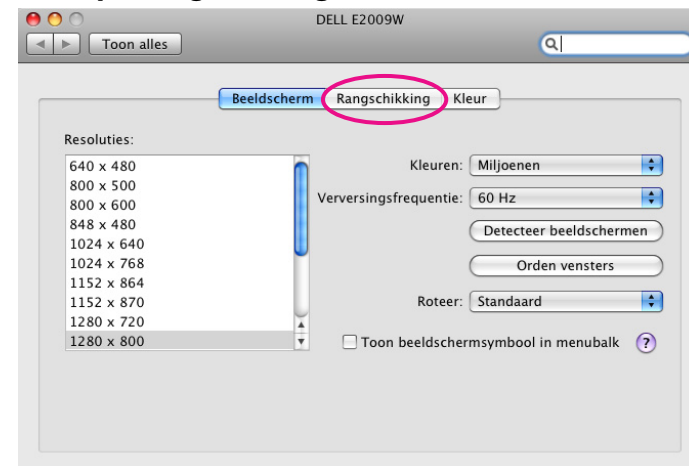 DELL E2009W
Toon alles
Beeldscherm Rangschikking Kleur
Resoluties:
640 x 480
800 x 500
800 x 600
848 x 480
1024 x 640
1024 x 768
1152 x 864
1152 x 870
1280 x 720
1280 x 800
Kleuren: Miljoenen
Verversingsfrequentie: 60 Hz
Detecteer beeldschermen
Orden vensters
Roteer: Standaard
Toon beeldschermsymbool in menubalk ?